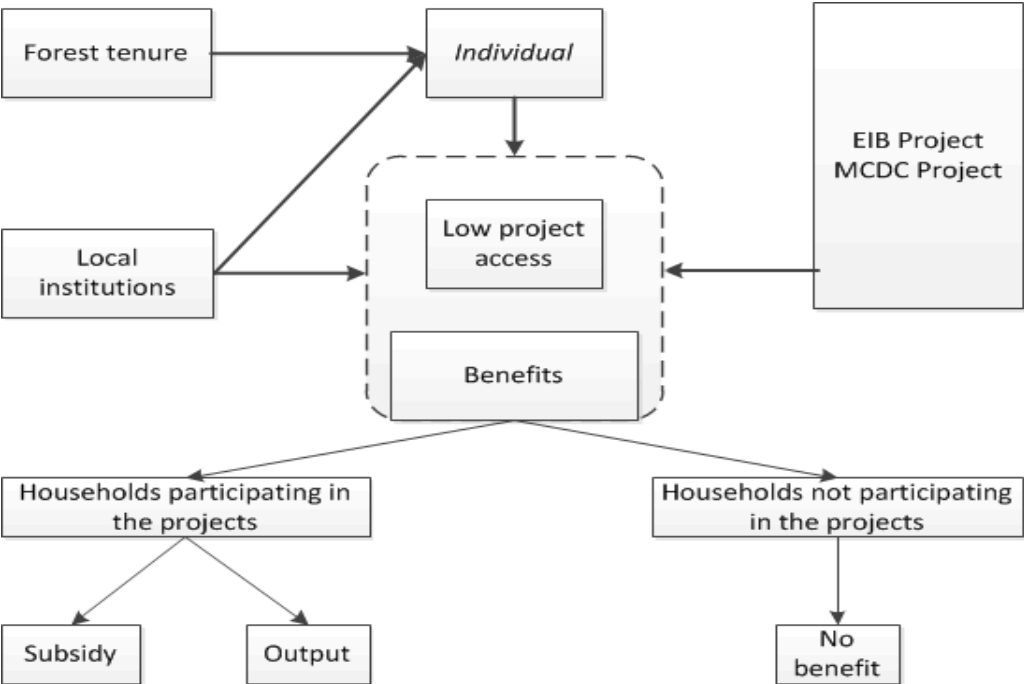 Forest tenure
Individual
EIB Project
MCDC Project
Low project
access
Local
institutions
Benefits
Households participating in
the projects
Households not participating
in the projects
Subsidy
Output
No
benefit